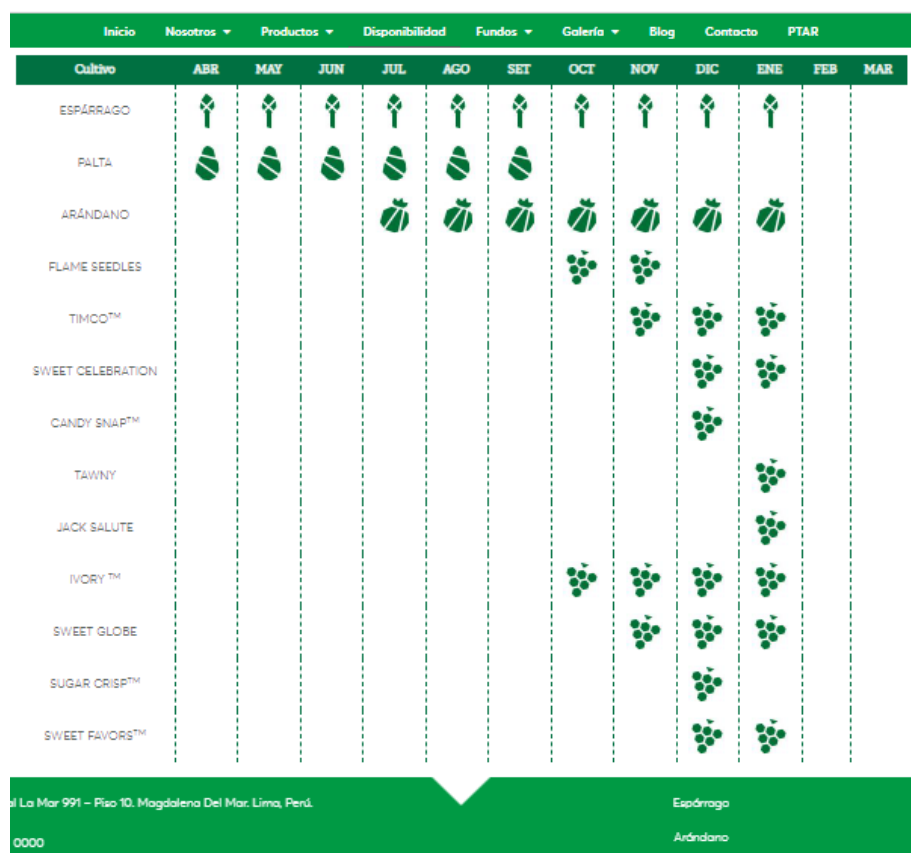 Inicio Nosotros Productos Disponibilidad Fundos Galería Blog Contacto PTAR
Cultivo ABR MAY JUN JUL AGO SET OCT NOV DIC ENE FEB MAR
ESPÁRRAGO
PALTA
ARÁNDANO
FLAME SEEDLES
TIMCO™
SWEET CELEBRATION
CANDY SNAP™
TAWNY
JACK SALUTE
IVORY ™
SWEET GLOBE
SUGAR CRISP™
SWEET FAVORS™
al La Mar 991 – Piso 10. Magdalena Del Mar. Lima, Perú.
0000
Espárrago
Arándano